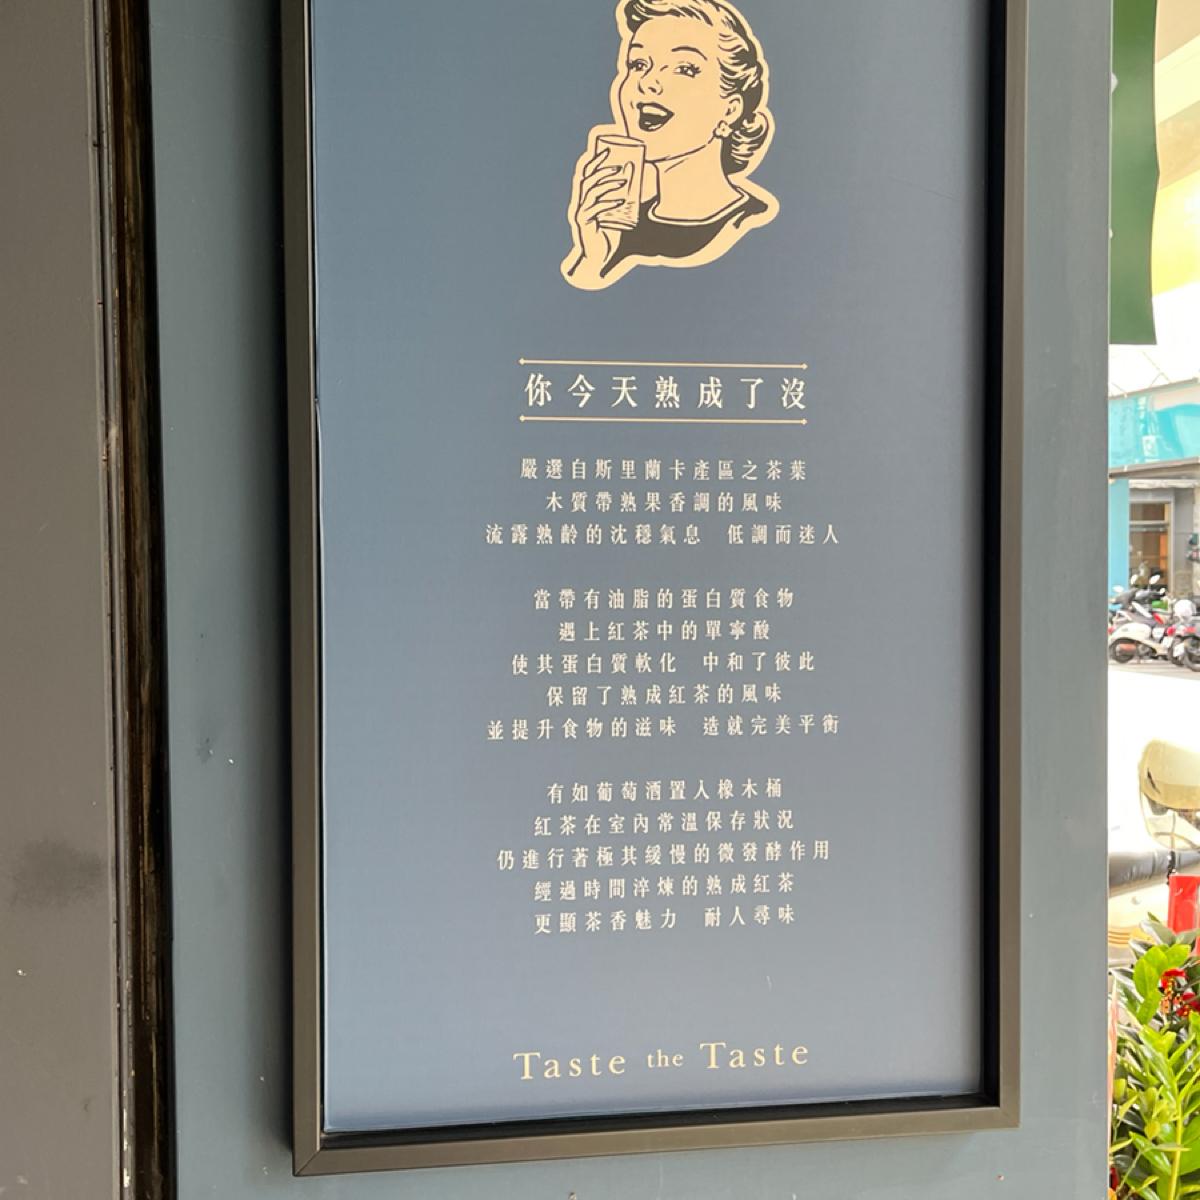 你今天熟成了沒
嚴選自斯里蘭卡產區之茶葉
木質帶熟果香調的風味
流露熟齡的沈穩氣息　低調而迷人
當帶有油脂的蛋白質食物
遇上紅茶中的單寧酸
使其蛋白質軟化　中和了彼此
保留了熟成紅茶的風味
並提升食物的滋味　造就完美平衡
有如葡萄酒置入橡木桶
紅茶在室內常溫保存狀況
仍進行著極其緩慢的微發酵作用
經過時間淬煉的熟成紅茶
更顯茶香魅力　耐人尋味
Taste the Taste